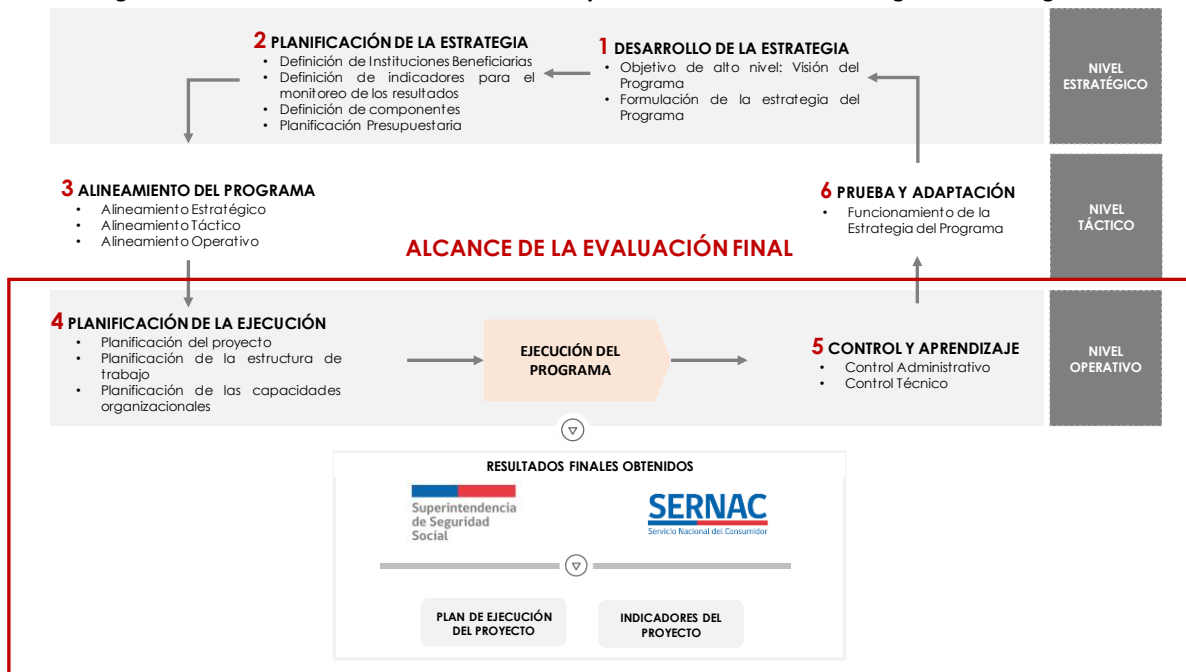 2 PLANIFICACIÓN DE LA ESTRATEGIA
• Definición de Instituciones Beneficiarias
• Definición de indicadores para el
monitoreo de los resultados
• Definición de componentes
• Planificación Presupuestaria
1 DESARROLLO DE LA ESTRATEGIA
• Objetivo de alto nivel: Visión del
Programa
• Formulación de la estrategia del
Programa
NIVEL
ESTRATÉGICO
3 ALINEAMIENTO DEL PROGRAMA
• Alineamiento Estratégico
• Alineamiento Táctico
• Alineamiento Operativo
6 PRUEBA Y ADAPTACIÓN
• Funcionamiento de la
Estrategia del Programa
NIVEL
TÁCTICO
ALCANCE DE LA EVALUACIÓN FINAL
4 PLANIFICACIÓN DE LA EJECUCIÓN
• Planificación del proyecto
• Planificación de la estructura de
trabajo
• Planificación de las capacidades
organizacionales
EJECUCIÓN DEL
PROGRAMA
5 CONTROL Y APRENDIZAJE
• Control Administrativo
• Control Técnico
NIVEL
OPERATIVO
RESULTADOS FINALES OBTENIDOS
Superintendencia
de Seguridad
Social
SERNAC
Servicio Nacional del Consumidor
PLAN DE EJECUCIÓN
DEL PROYECTO
INDICADORES DEL
PROYECTO